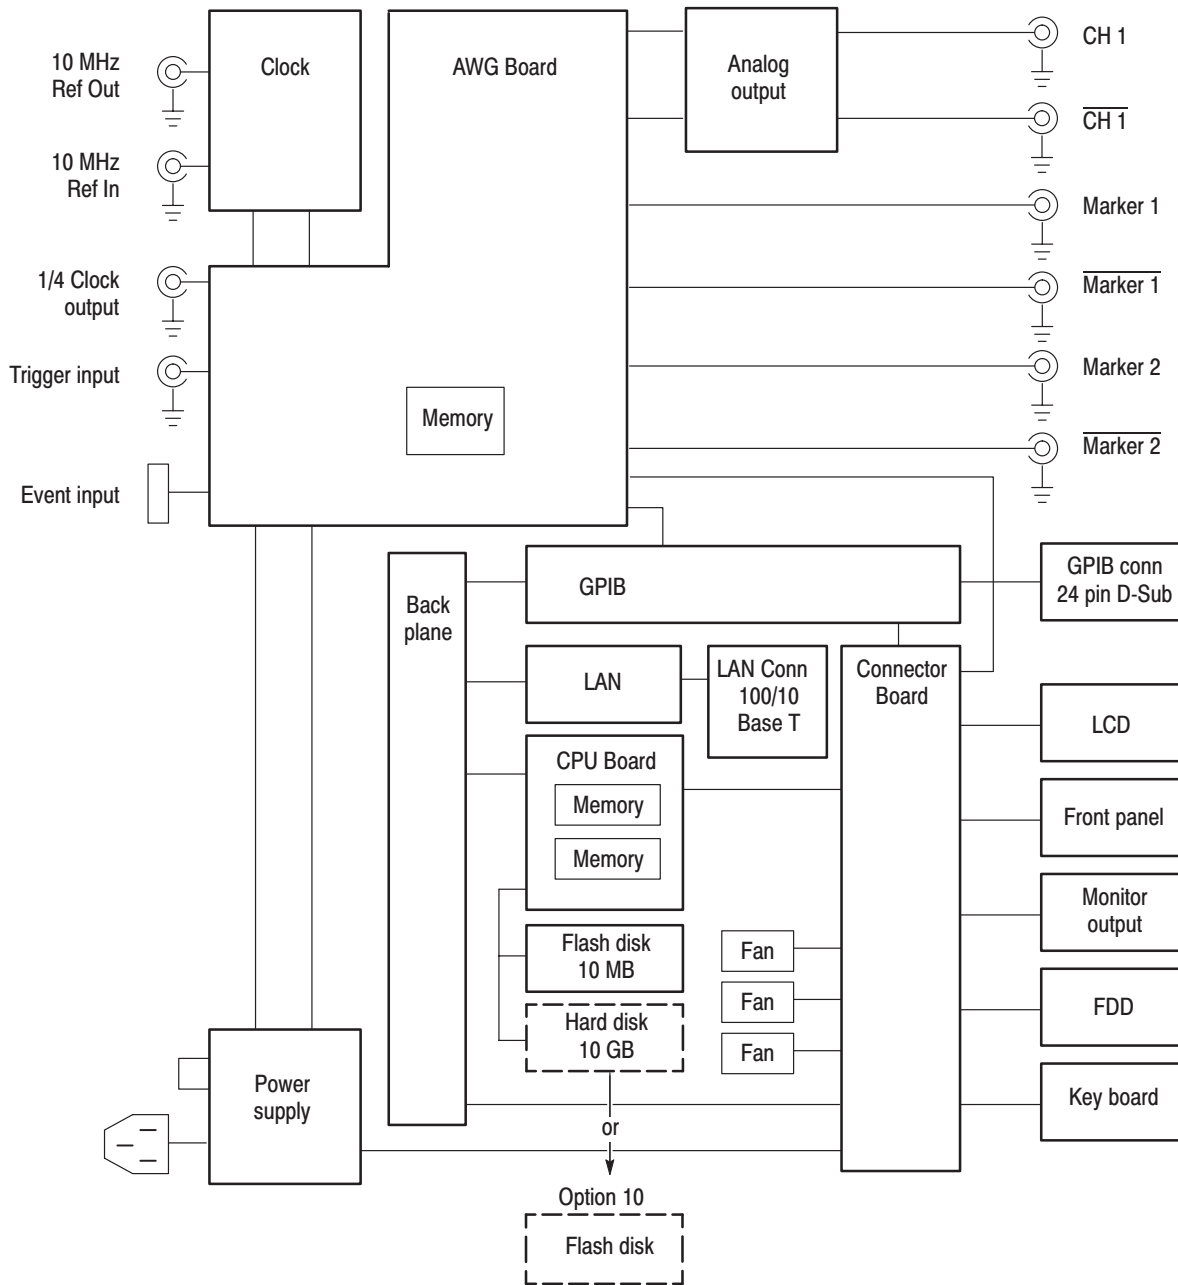 10 MHz
Ref Out
Clock
AWG Board
Analog
output
CH 1
CH 1
10 MHz
Ref In
Marker 1
1/4 Clock
output
Marker 1
Trigger input
Marker 2
Memory
Marker 2
Event input
GPIB
GPIB conn
24 pin D-Sub
Back
plane
LAN
LAN Conn
100/10
Base T
Connector
Board
LCD
CPU Board
Memory
Memory
Front panel
Monitor
output
Flash disk
10 MB
Fan
Fan
Fan
FDD
Hard disk
10 GB
Power
supply
Key board
or
Option 10
Flash disk